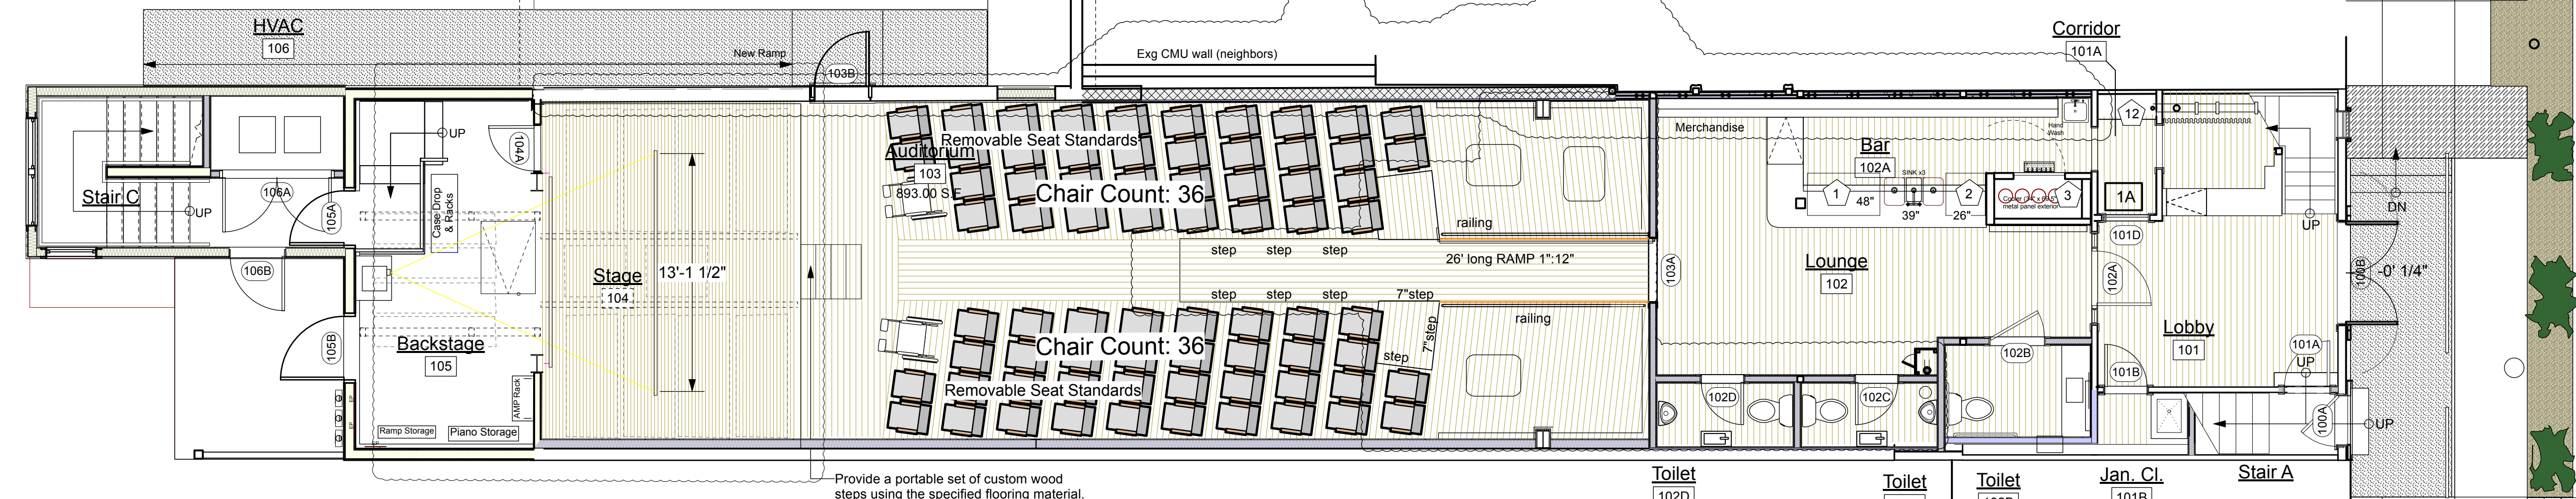 HVAC
106
New Ramp
103B
Exg CMU wall (neighbors)
Corridor
101A
Stair C
UP
106A
UP
105A
104A
Case Drop
& Racks
106B
105B
Backstage
105
Ramp Storage
Piano Storage
AMP Rack
EP
EP
EP
Stage
104
13'-1 1/2"
Removable Seat Standards
Auditorium
103
893.00 S.F.
Chair Count: 36
step
step
step
railing
26' long RAMP 1":12"
step
step
step
7"step
7"step
step
railing
Chair Count: 36
Removable Seat Standards
Provide a portable set of custom wood
steps using the specified flooring material.
103A
Merchandise
Bar
102A
Hand
Wash
12
1
48"
SINK x3
39"
2
26"
3
metal panel exterior
1A
Lounge
102
101D
102A
102B
102D
102C
Lobby
101
101A
UP
UP
101B
100A
UP
DN
100B
-0' 1/4"
Toilet
102D
Toilet
Toilet
Jan. Cl.
101B
Stair A